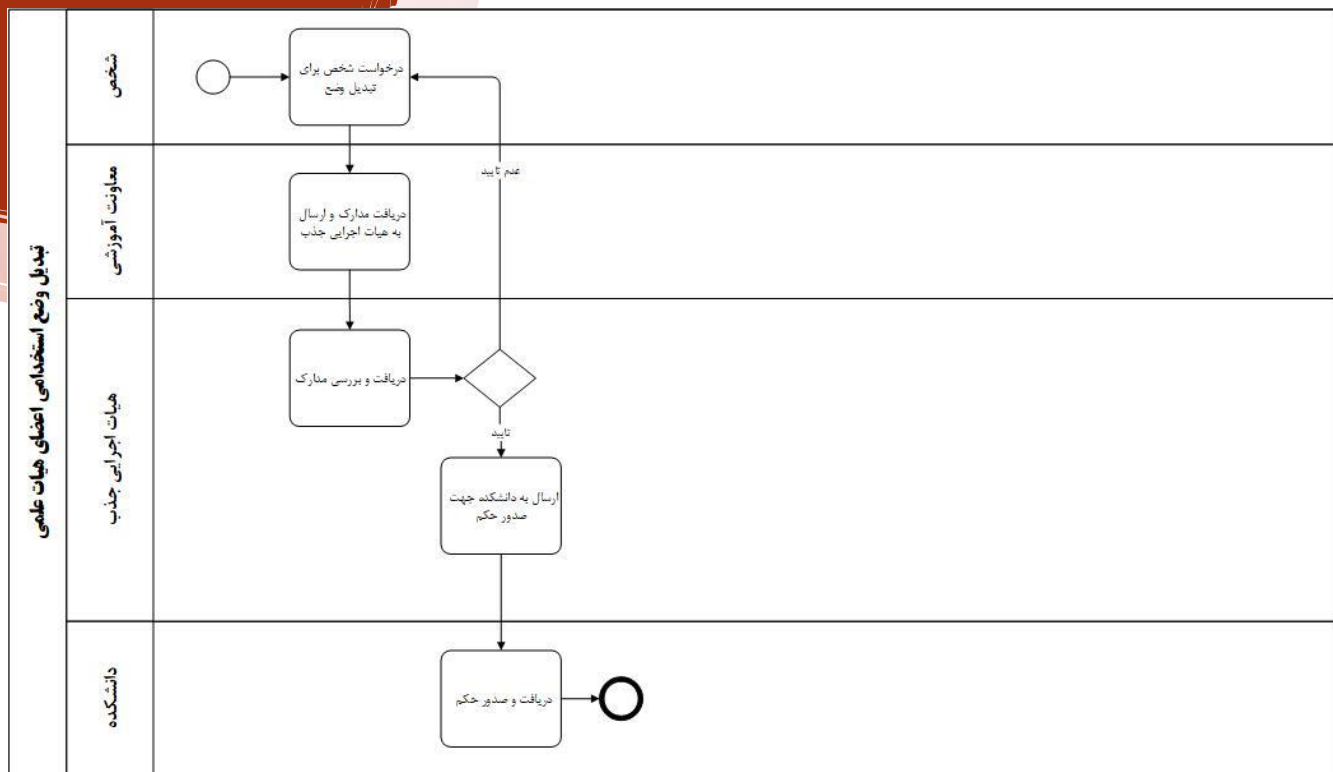 تبدیل وضع استخدامی اعضای هیات علمی
شخص
درخواست شخص برای
تبدیل وضع
معاونت آموزشی
دریافت مدارک و ارسال
به هیات اجرایی جذب
عدم تایید
هیات اجرایی جذب
دریافت و بررسی مدارک
تایید
ارسال به دانشکده جهت
صدور حکم
دانشکده
دریافت و صدور حکم